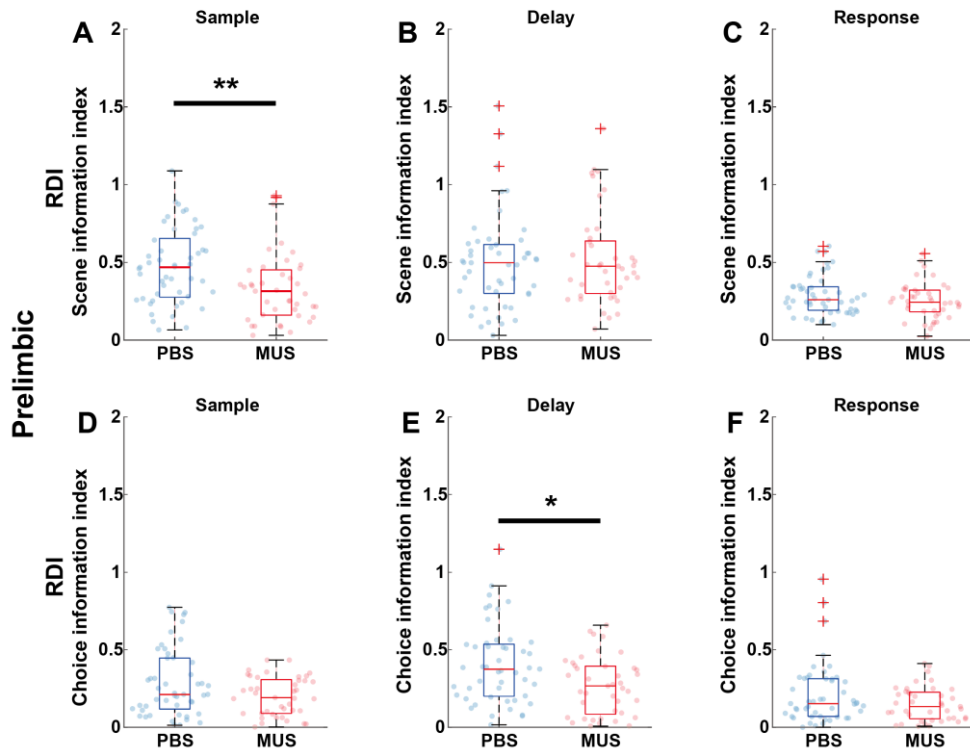 A
Sample
**
RDI
Scene information index
2
1.5
1
0.5
0
PBS
MUS
B
Delay
Scene information index
2
1.5
1
0.5
0
PBS
MUS
C
Response
Scene information index
2
1.5
1
0.5
0
PBS
MUS
Prelimbic
D
Sample
RDI
Choice information index
2
1.5
1
0.5
0
PBS
MUS
E
Delay
*
Choice information index
2
1.5
1
0.5
0
PBS
MUS
F
Response
Choice information index
2
1.5
1
0.5
0
PBS
MUS